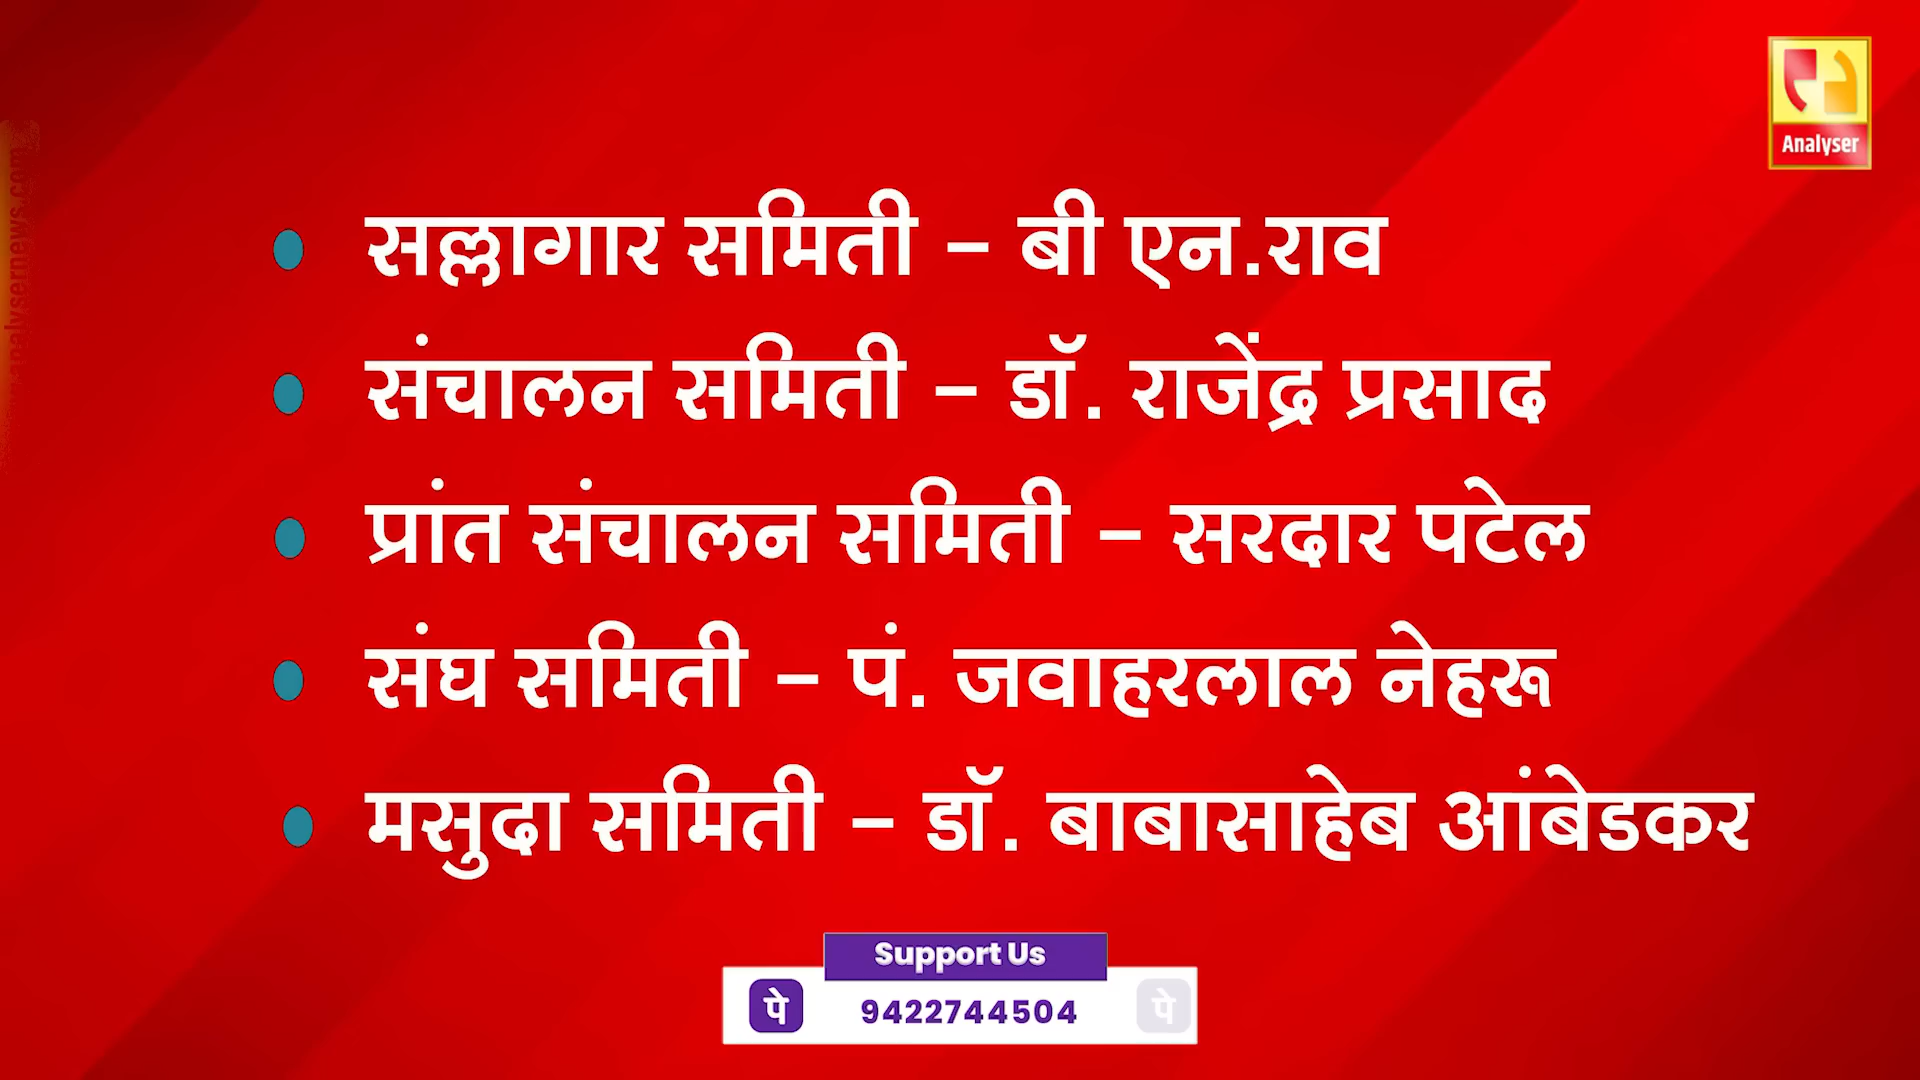 Analyser
सल्लागार समिती – बी एन.राव
संचालन समिती – डॉ. राजेंद्र प्रसाद
प्रांत संचालन समिती – सरदार पटेल
संघ समिती – पं. जवाहरलाल नेहरू
मसुदा समिती – डॉ. बाबासाहेब आंबेडकर
Support Us
पे 9422744504 पे